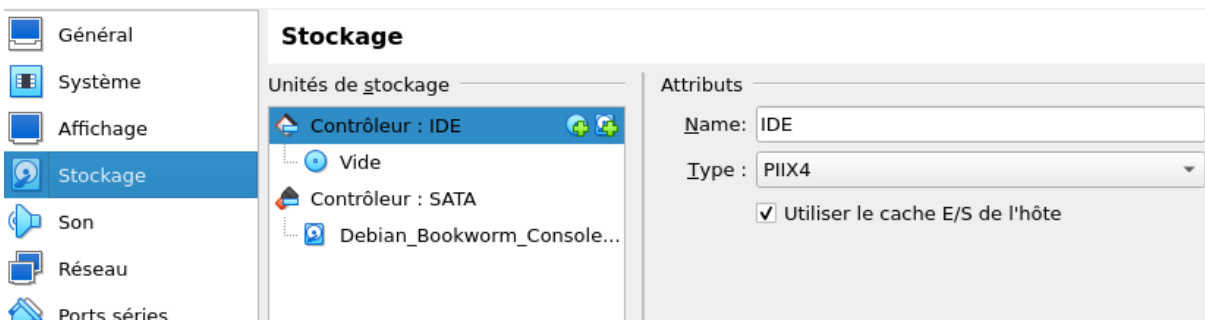 Général
Système
Affichage
Stockage
Son
Réseau
Ports séries
Stockage
Unités de stockage
Contrôleur : IDE
Vide
Contrôleur : SATA
Debian_Bookworm_Console...
Attributs
Name: IDE
Type : PIIX4
Utiliser le cache E/S de l'hôte